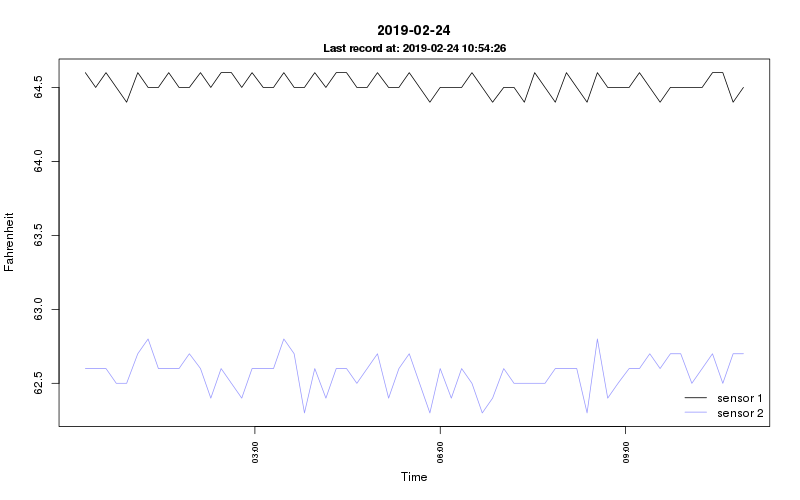 2019-02-24
Last record at: 2019-02-24 10:54:26
Fahrenheit
64.5
64.0
63.5
63.0
62.5
sensor 1
sensor 2
03:00
06:00
09:00
Time